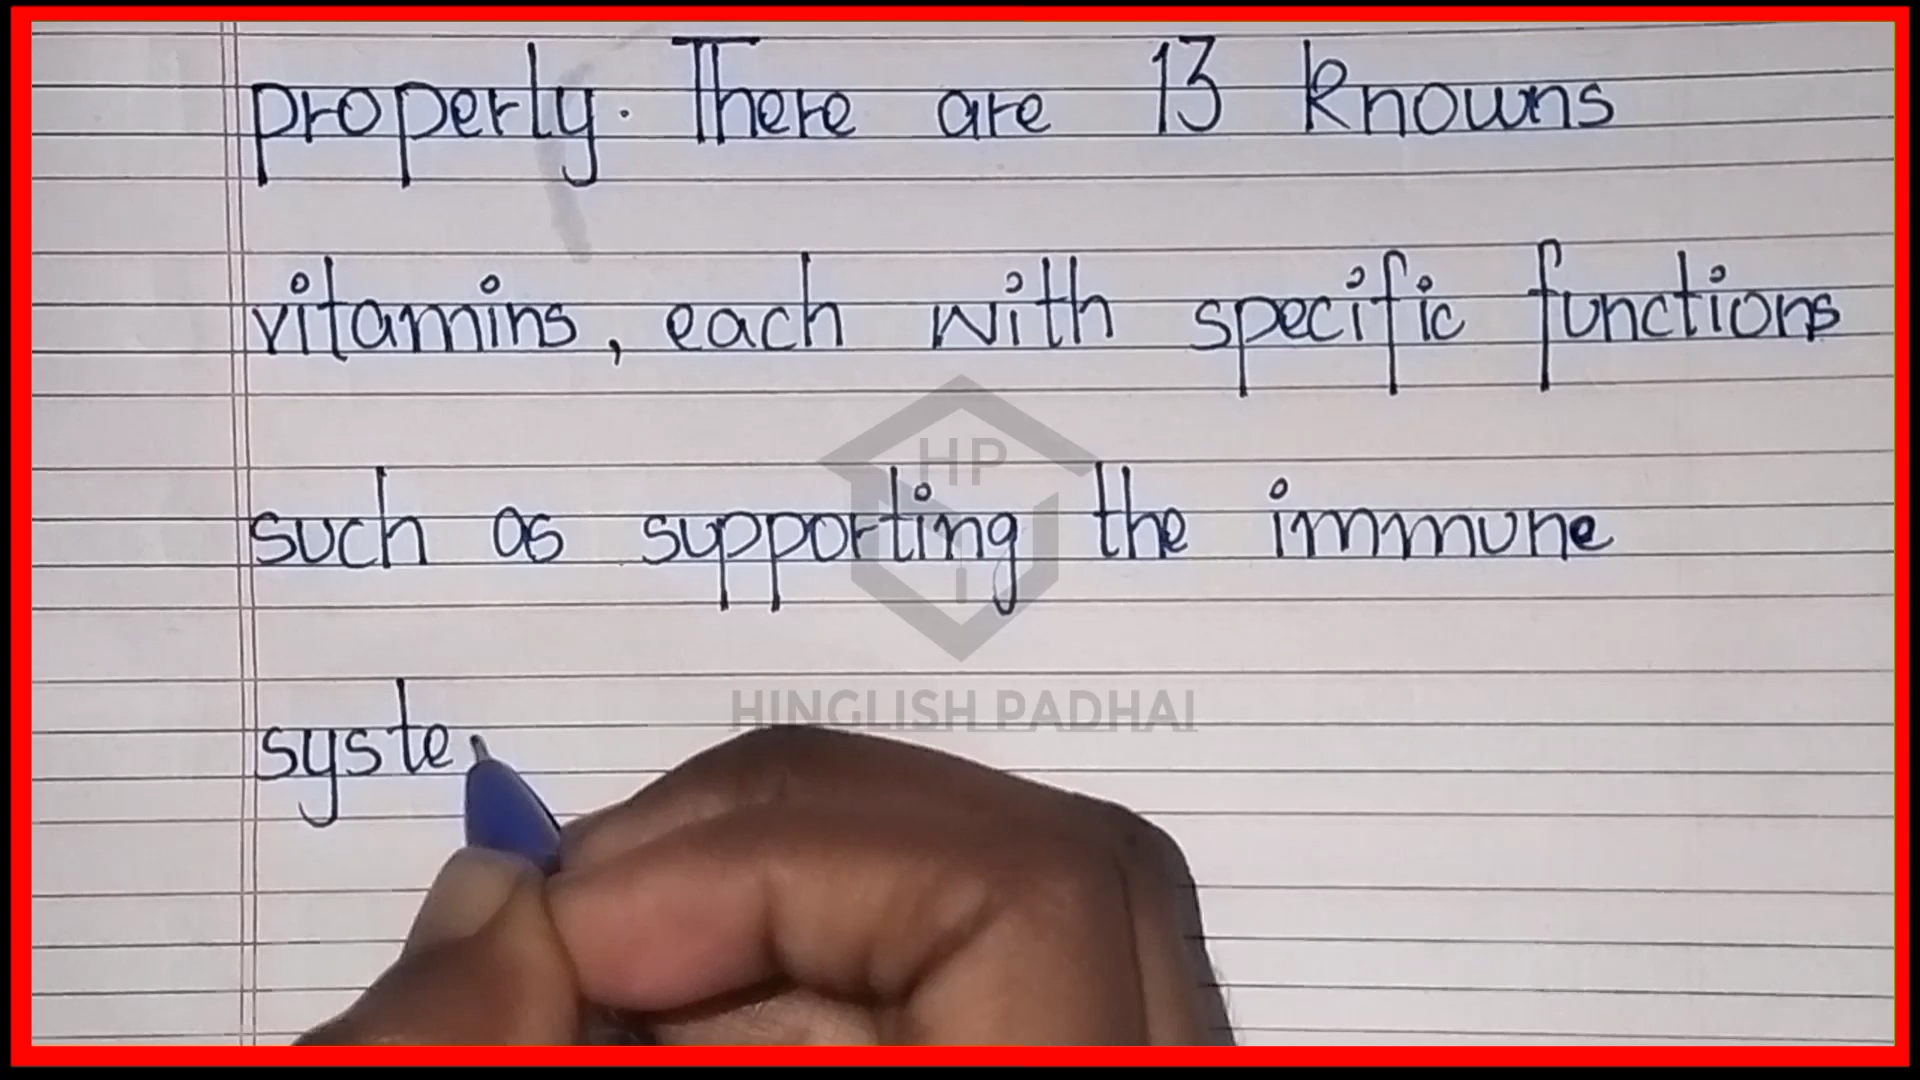 properly. There are 13 knowns
vitamins, each with specific functions
such as supporting the immune
syste
HP
I
HINGLISH PADHAI